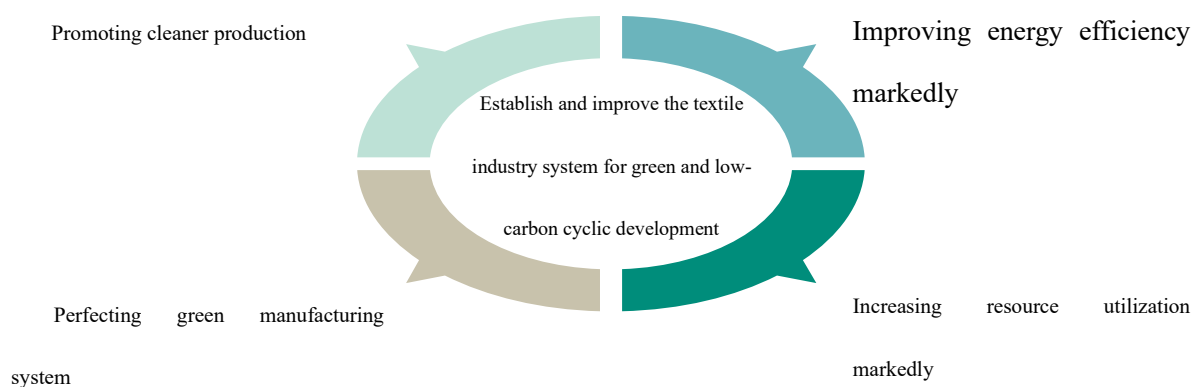 Promoting cleaner production
Improving energy efficiency
markedly
Establish and improve the textile
industry system for green and low-
carbon cyclic development
Perfecting green manufacturing
system
Increasing resource utilization
markedly